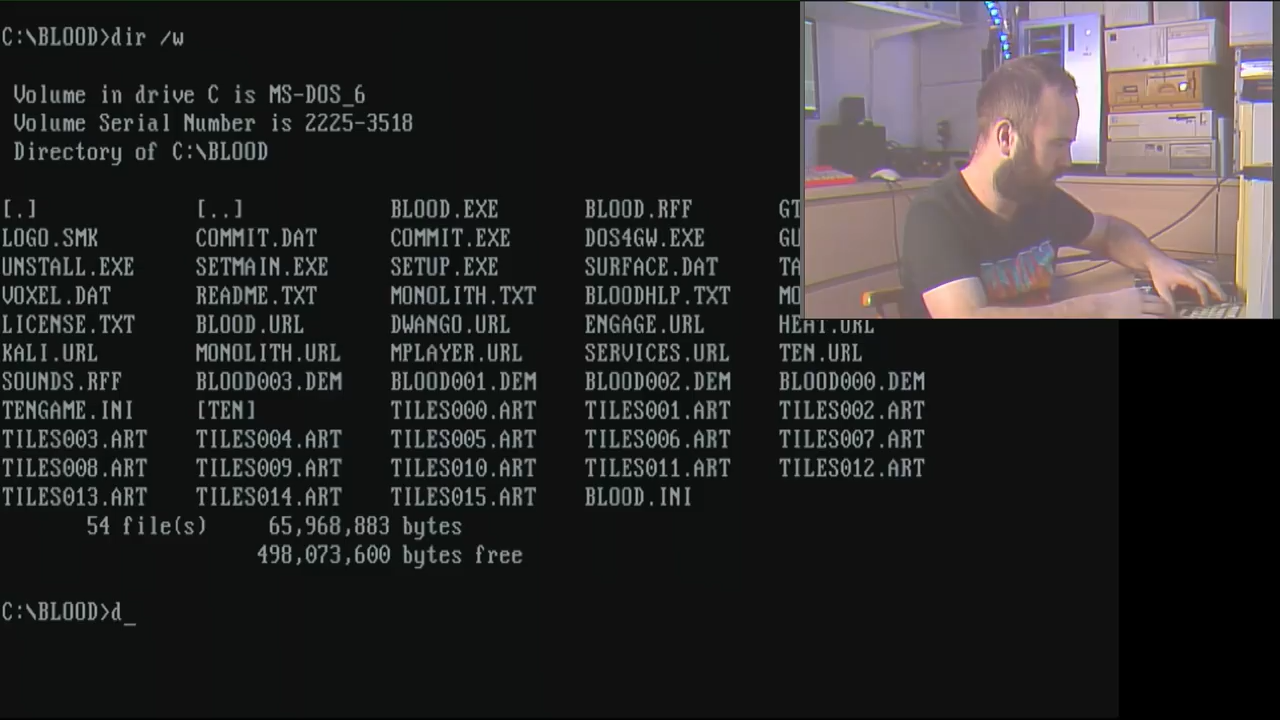 C:\BLOOD>dir /w
Volume in drive C is MS-DOS_6
Volume Serial Number is 2225-3518
Directory of C:\BLOOD
[.] [..] BLOOD.EXE BLOOD.RFF GT
LOGO.SMK COMMIT.DAT COMMIT.EXE DOS4GW.EXE GU
UNSTALL.EXE SETMAIN.EXE SETUP.EXE SURFACE.DAT TA
VOXEL.DAT README.TXT MONOLITH.TXT BLOODHLP.TXT MO
LICENSE.TXT BLOOD.URL DWANGO.URL ENGAGE.URL HEAT.URL
KALI.URL MONOLITH.URL MPLAYER.URL SERVICES.URL TEN.URL
SOUNDS.RFF BLOOD003.DEM BLOOD001.DEM BLOOD002.DEM BLOOD000.DEM
TENGAME.INI [TEN] TILES000.ART TILES001.ART TILES002.ART
TILES003.ART TILES004.ART TILES005.ART TILES006.ART TILES007.ART
TILES008.ART TILES009.ART TILES010.ART TILES011.ART TILES012.ART
TILES013.ART TILES014.ART TILES015.ART BLOOD.INI
54 file(s) 65,968,883 bytes
498,073,600 bytes free
C:\BLOOD>d_